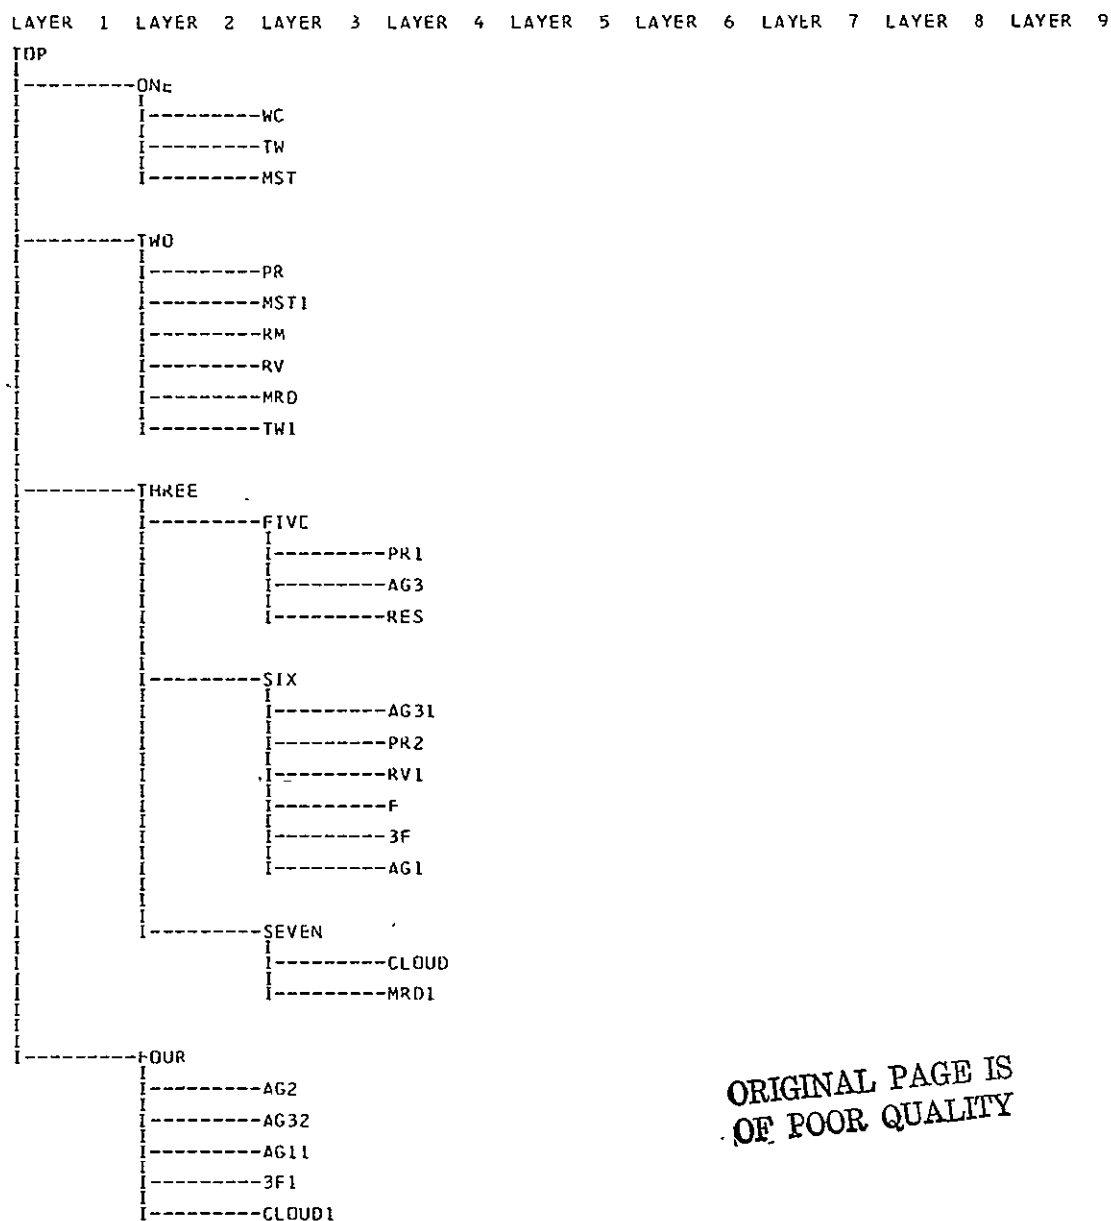 LAYER 1 LAYER 2 LAYER 3 LAYER 4 LAYER 5 LAYER 6 LAYER 7 LAYER 8 LAYER 9
TOP
ONE
WC
TW
MST
TWO
PR
MST1
RM
RV
MRD
TW1
THREE
FIVE
PR1
AG3
RES
SIX
AG31
PR2
RV1
F
3F
AG1
SEVEN
CLOUD
MRD1
FOUR
AG2
AG32
AG11
3F1
CLOUD1
ORIGINAL PAGE IS
OF POOR QUALITY